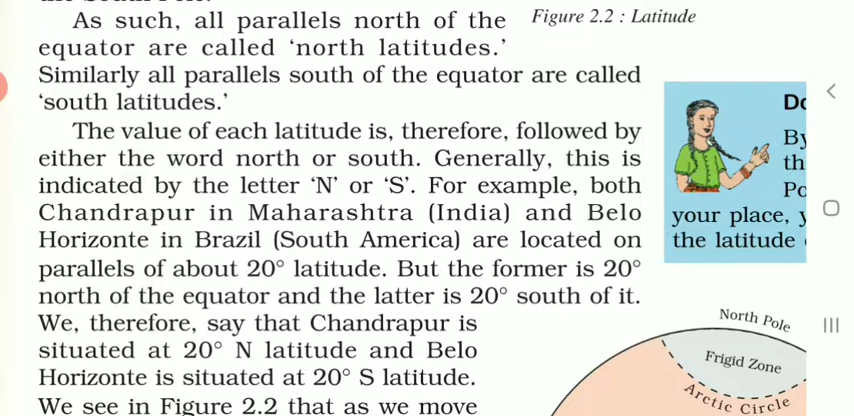 As such, all parallels north of the
equator are called ‘north latitudes.’
Similarly all parallels south of the equator are called
‘south latitudes.’
The value of each latitude is, therefore, followed by
either the word north or south. Generally, this is
indicated by the letter ‘N’ or ‘S’. For example, both
Chandrapur in Maharashtra (India) and Belo
Horizonte in Brazil (South America) are located on
parallels of about 20° latitude. But the former is 20°
north of the equator and the latter is 20° south of it.
We, therefore, say that Chandrapur is
situated at 20° N latitude and Belo
Horizonte is situated at 20° S latitude.
We see in Figure 2.2 that as we move
Figure 2.2 : Latitude
your place,
the latitude
North Pole
Frigid Zone
Arctic Circle